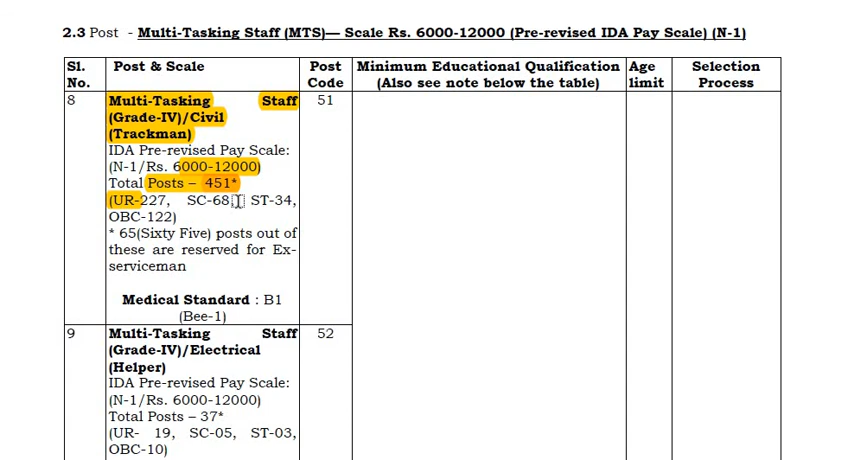 2.3 Post - Multi-Tasking Staff (MTS)— Scale Rs. 6000-12000 (Pre-revised IDA Pay Scale) (N-1)
Sl. No.
Post & Scale
Post Code
Minimum Educational Qualification
(Also see note below the table)
Age limit
Selection Process
8
Multi-Tasking Staff
(Grade-IV)/Civil
(Trackman)
IDA Pre-revised Pay Scale:
(N-1/Rs. 6000-12000)
Total Posts – 451*
(UR-227, SC-68, ST-34,
OBC-122)
* 65(Sixty Five) posts out of
these are reserved for Ex-
serviceman
Medical Standard : B1
(Bee-1)
51
9
Multi-Tasking Staff
(Grade-IV)/Electrical
(Helper)
IDA Pre-revised Pay Scale:
(N-1/Rs. 6000-12000)
Total Posts – 37*
(UR- 19, SC-05, ST-03,
OBC-10)
52